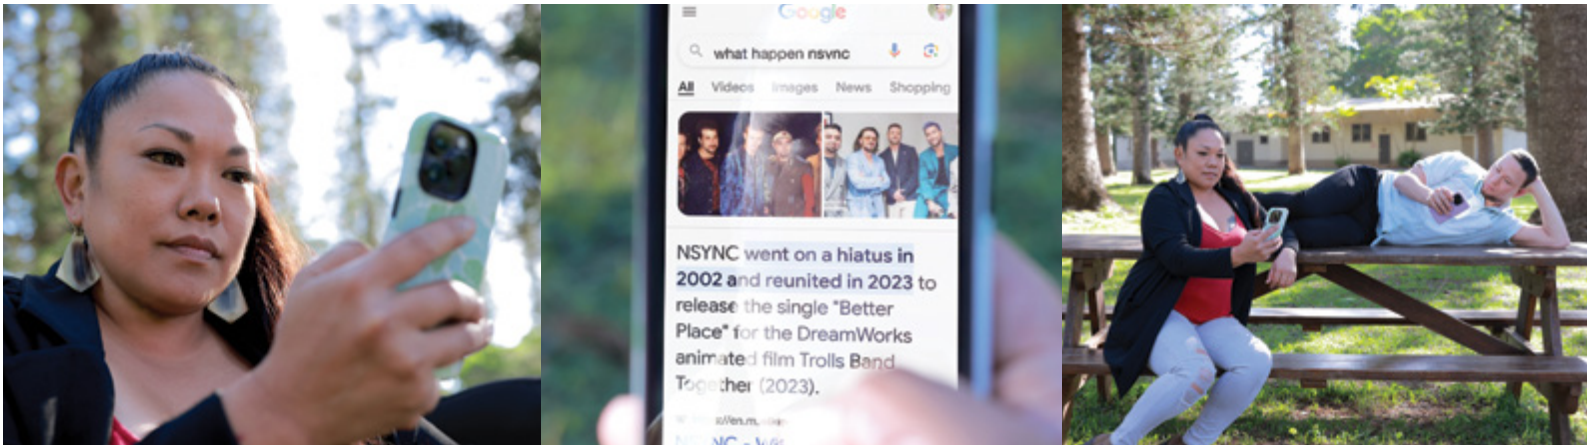 Google
what happen nsync
All Videos Images News Shopping
NSYNC went on a hiatus in
2002 and reunited in 2023 to
release the single "Better
Place" for the DreamWorks
animated film Trolls Band
Together (2023).